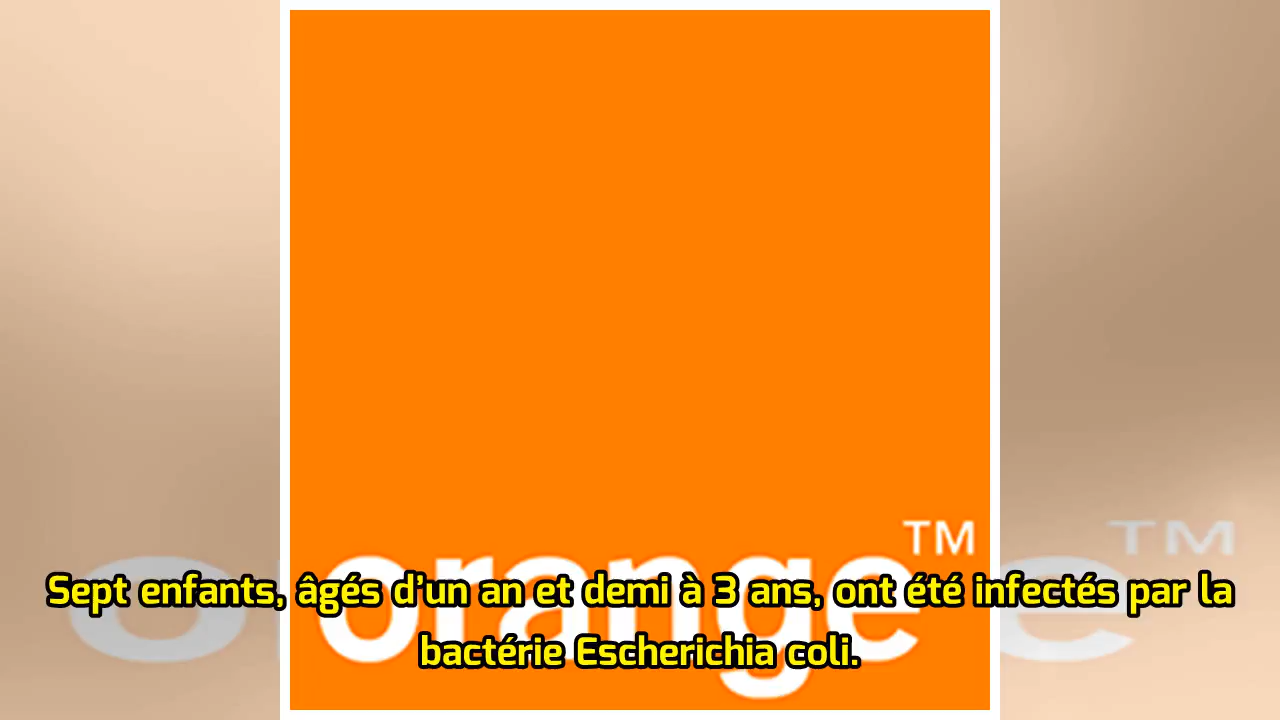 orange™
Sept enfants, âgés d’un an et demi à 3 ans, ont été infectés par la
bactérie Escherichia coli.